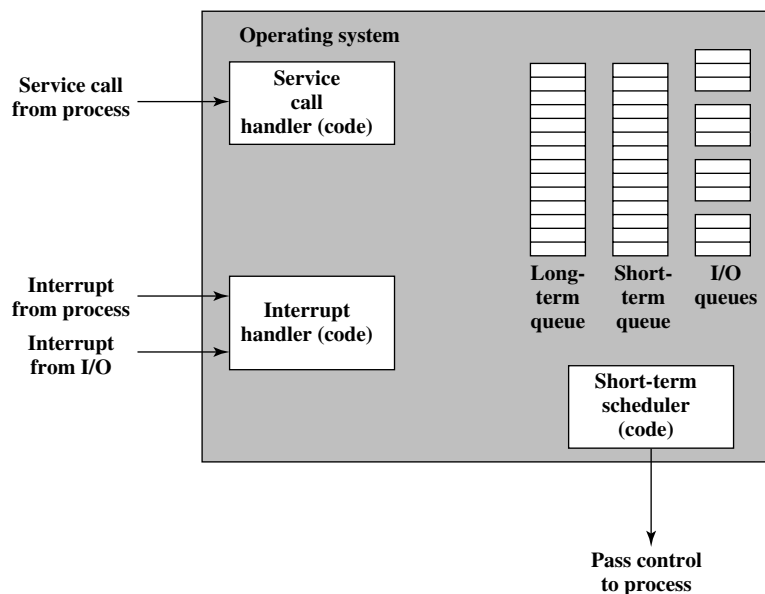 Operating system
Service call
from process
Service
call
handler (code)
Interrupt
from process
Interrupt
from I/O
Interrupt
handler (code)
Long-
term
queue
Short-
term
queue
I/O
queues
Short-term
scheduler
(code)
Pass control
to process